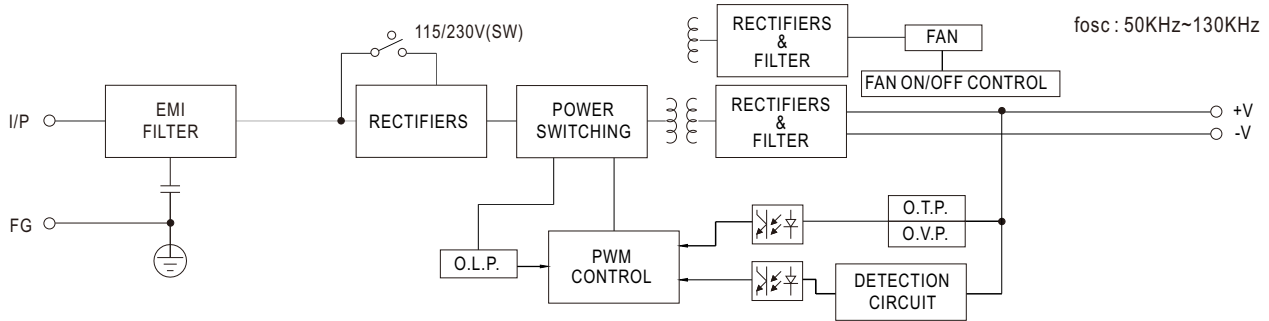 115/230V(SW)
RECTIFIERS
&
FILTER
FAN
fosc : 50KHz~130KHz
FAN ON/OFF CONTROL
I/P
EMI
FILTER
RECTIFIERS
POWER
SWITCHING
RECTIFIERS
&
FILTER
+V
-V
FG
O.L.P.
PWM
CONTROL
O.T.P.
O.V.P.
DETECTION
CIRCUIT